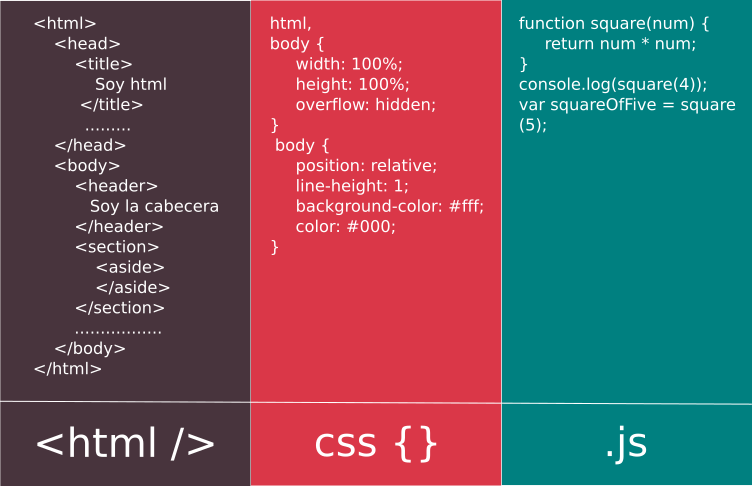 <html>
<head>
<title>
Soy html
</title>
.........
</head>
<body>
<header>
Soy la cabecera
</header>
<section>
<aside>
</aside>
</section>
.................
</body>
</html>
<html />
html,
body {
width: 100%;
height: 100%;
overflow: hidden;
}
body {
position: relative;
line-height: 1;
background-color: #fff;
color: #000;
}
css {}
function square(num) {
return num * num;
}
console.log(square(4));
var squareOfFive = square
(5);
.js